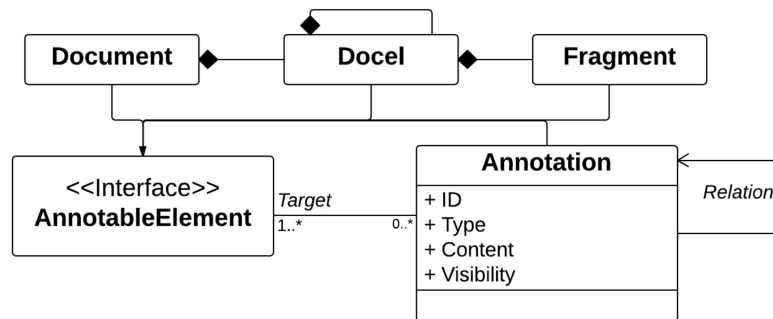 Document
Docel
Fragment
<<Interface>>
AnnotableElement
Target
1..*
0..*
Annotation
+ ID
+ Type
+ Content
+ Visibility
Relation